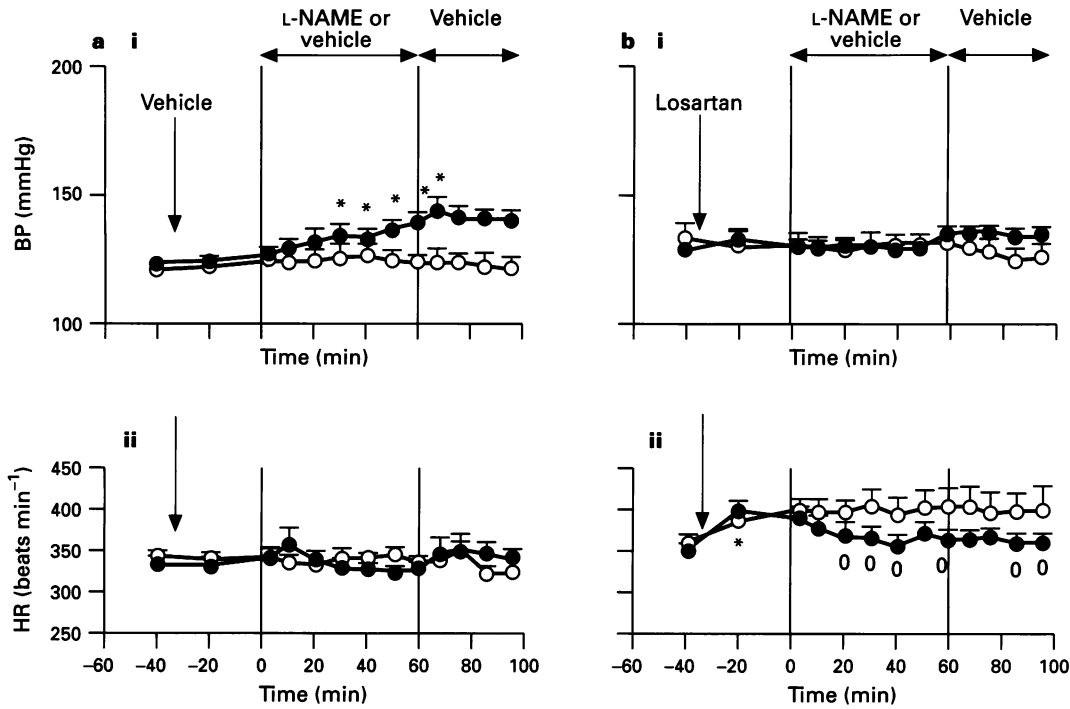 a i
L-NAME or
vehicle
Vehicle
200
150
100
BP (mmHg)
Vehicle
* * * * *
Time (min)
b i
L-NAME or
vehicle
Vehicle
Losartan
Time (min)
ii
450
400
350
300
250
HR (beats min−1)
−60 −40 −20 0 20 40 60 80 100
Time (min)
ii
*
0 0 0 0 0 0
−60 −40 −20 0 20 40 60 80 100
Time (min)